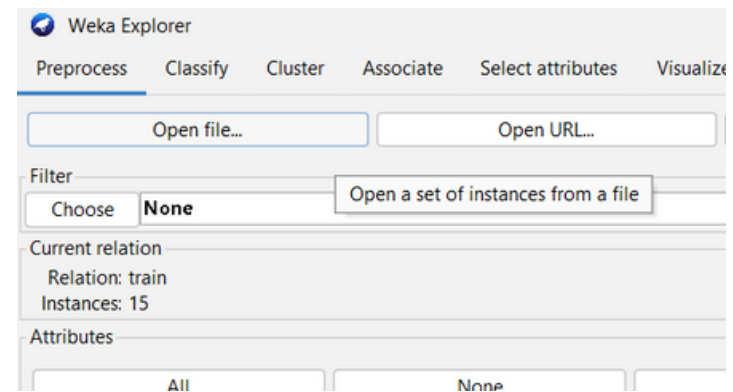 Weka Explorer
Preprocess Classify Cluster Associate Select attributes Visualize
Open file... Open URL...
Filter
Open a set of instances from a file
Choose None
Current relation
Relation: train
Instances: 15
Attributes
All None